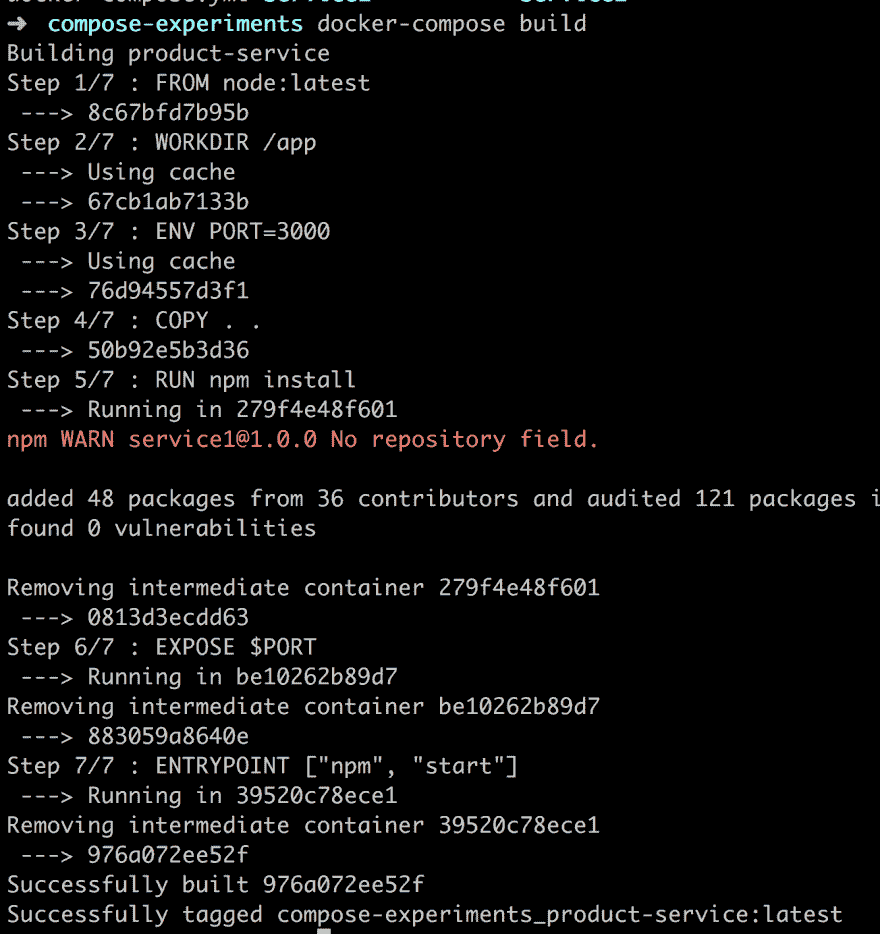 ➜  compose-experiments docker-compose build
Building product-service
Step 1/7 : FROM node:latest
 ---> 8c67bfd7b95b
Step 2/7 : WORKDIR /app
 ---> Using cache
 ---> 67cb1ab7133b
Step 3/7 : ENV PORT=3000
 ---> Using cache
 ---> 76d94557d3f1
Step 4/7 : COPY . .
 ---> 50b92e5b3d36
Step 5/7 : RUN npm install
 ---> Running in 279f4e48f601
npm WARN service1@1.0.0 No repository field.
added 48 packages from 36 contributors and audited 121 packages i
found 0 vulnerabilities
Removing intermediate container 279f4e48f601
 ---> 0813d3ecdd63
Step 6/7 : EXPOSE $PORT
 ---> Running in be10262b89d7
Removing intermediate container be10262b89d7
 ---> 883059a8640e
Step 7/7 : ENTRYPOINT ["npm", "start"]
 ---> Running in 39520c78ece1
Removing intermediate container 39520c78ece1
 ---> 976a072ee52f
Successfully built 976a072ee52f
Successfully tagged compose-experiments_product-service:latest